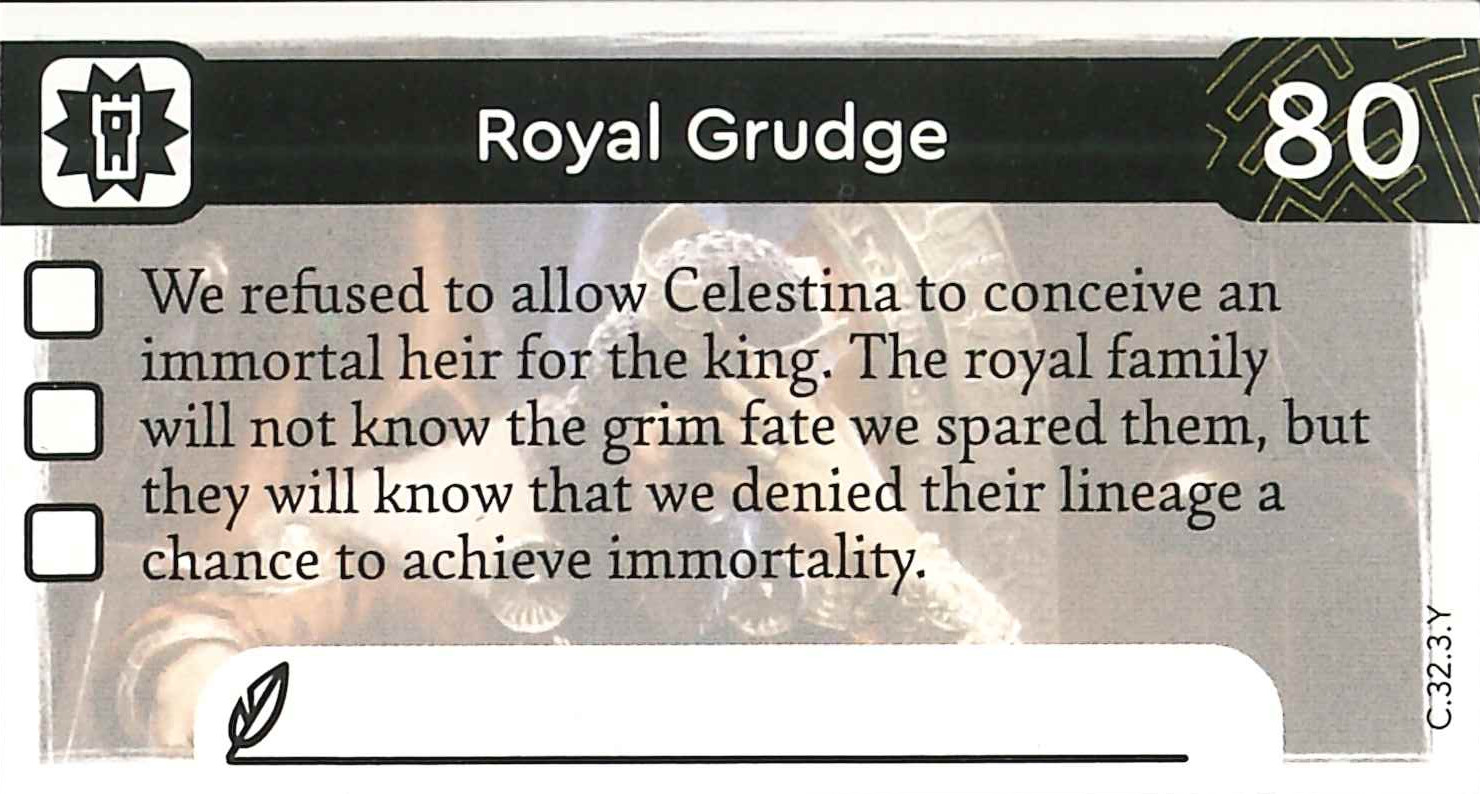 Royal Grudge
80
We refused to allow Celestina to conceive an
immortal heir for the king. The royal family
will not know the grim fate we spared them, but
they will know that we denied their lineage a
chance to achieve immortality.
C.32.3.Y